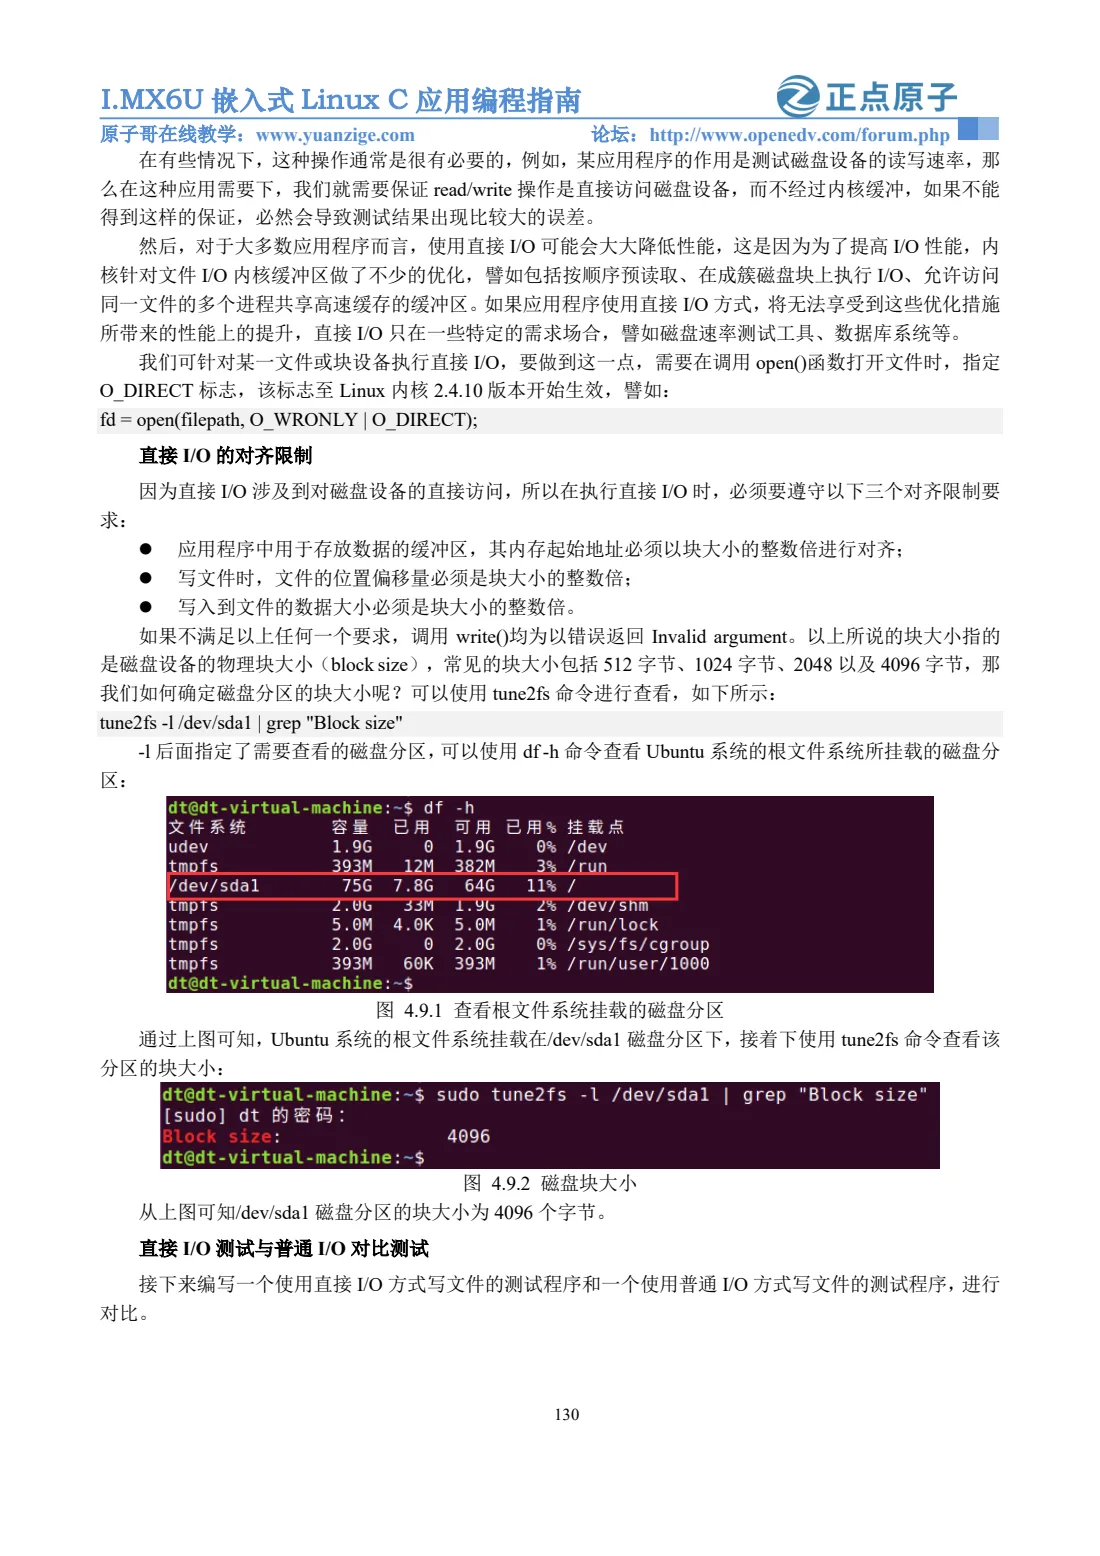 I.MX6U 嵌入式 Linux C 应用编程指南
正点原子
原子哥在线教学：www.yuanzige.com 论坛：http://www.openedv.com/forum.php
在有些情况下，这种操作通常是很有必要的，例如，某应用程序的作用是测试磁盘设备的读写速率，那
么在这种应用需要下，我们就需要保证 read/write 操作是直接访问磁盘设备，而不经过内核缓冲，如果不能
得到这样的保证，必然会导致测试结果出现比较大的误差。
然后，对于大多数应用程序而言，使用直接 I/O 可能会大大降低性能，这是因为为了提高 I/O 性能，内
核针对文件 I/O 内核缓冲区做了不少的优化，譬如包括按顺序预读取、在成簇磁盘块上执行 I/O、允许访问
同一文件的多个进程共享高速缓存的缓冲区。如果应用程序使用直接 I/O 方式，将无法享受到这些优化措施
所带来的性能上的提升，直接 I/O 只在一些特定的需求场合，譬如磁盘速率测试工具、数据库系统等。
我们可针对某一文件或块设备执行直接 I/O，要做到这一点，需要在调用 open()函数打开文件时，指定
O_DIRECT 标志，该标志至 Linux 内核 2.4.10 版本开始生效，譬如：
fd = open(filepath, O_WRONLY | O_DIRECT);
直接 I/O 的对齐限制
因为直接 I/O 涉及到对磁盘设备的直接访问，所以在执行直接 I/O 时，必须要遵守以下三个对齐限制要
求：
● 应用程序中用于存放数据的缓冲区，其内存起始地址必须以块大小的整数倍进行对齐；
● 写文件时，文件的位置偏移量必须是块大小的整数倍；
● 写入到文件的数据大小必须是块大小的整数倍。
如果不满足以上任何一个要求，调用 write()均为以错误返回 Invalid argument。以上所说的块大小指的
是磁盘设备的物理块大小（block size），常见的块大小包括 512 字节、1024 字节、2048 以及 4096 字节，那
我们如何确定磁盘分区的块大小呢？可以使用 tune2fs 命令进行查看，如下所示：
tune2fs -l /dev/sda1 | grep "Block size"
-l 后面指定了需要查看的磁盘分区，可以使用 df -h 命令查看 Ubuntu 系统的根文件系统所挂载的磁盘分
区：
dt@dt-virtual-machine:~$ df -h
文件系统 容量 已用 可用 已用% 挂载点
udev 1.9G 0 1.9G 0% /dev
tmpfs 393M 12M 382M 3% /run
/dev/sda1 75G 7.8G 64G 11% /
tmpfs 2.0G 33M 1.9G 2% /dev/shm
tmpfs 5.0M 4.0K 5.0M 1% /run/lock
tmpfs 2.0G 0 2.0G 0% /sys/fs/cgroup
tmpfs 393M 60K 393M 1% /run/user/1000
dt@dt-virtual-machine:~$
图 4.9.1 查看根文件系统挂载的磁盘分区
通过上图可知，Ubuntu 系统的根文件系统挂载在/dev/sda1 磁盘分区下，接着下使用 tune2fs 命令查看该
分区的块大小：
dt@dt-virtual-machine:~$ sudo tune2fs -l /dev/sda1 | grep "Block size"
[sudo] dt 的密码：
Block size: 4096
dt@dt-virtual-machine:~$
图 4.9.2 磁盘块大小
从上图可知/dev/sda1 磁盘分区的块大小为 4096 个字节。
直接 I/O 测试与普通 I/O 对比测试
接下来编写一个使用直接 I/O 方式写文件的测试程序和一个使用普通 I/O 方式写文件的测试程序，进行
对比。
130